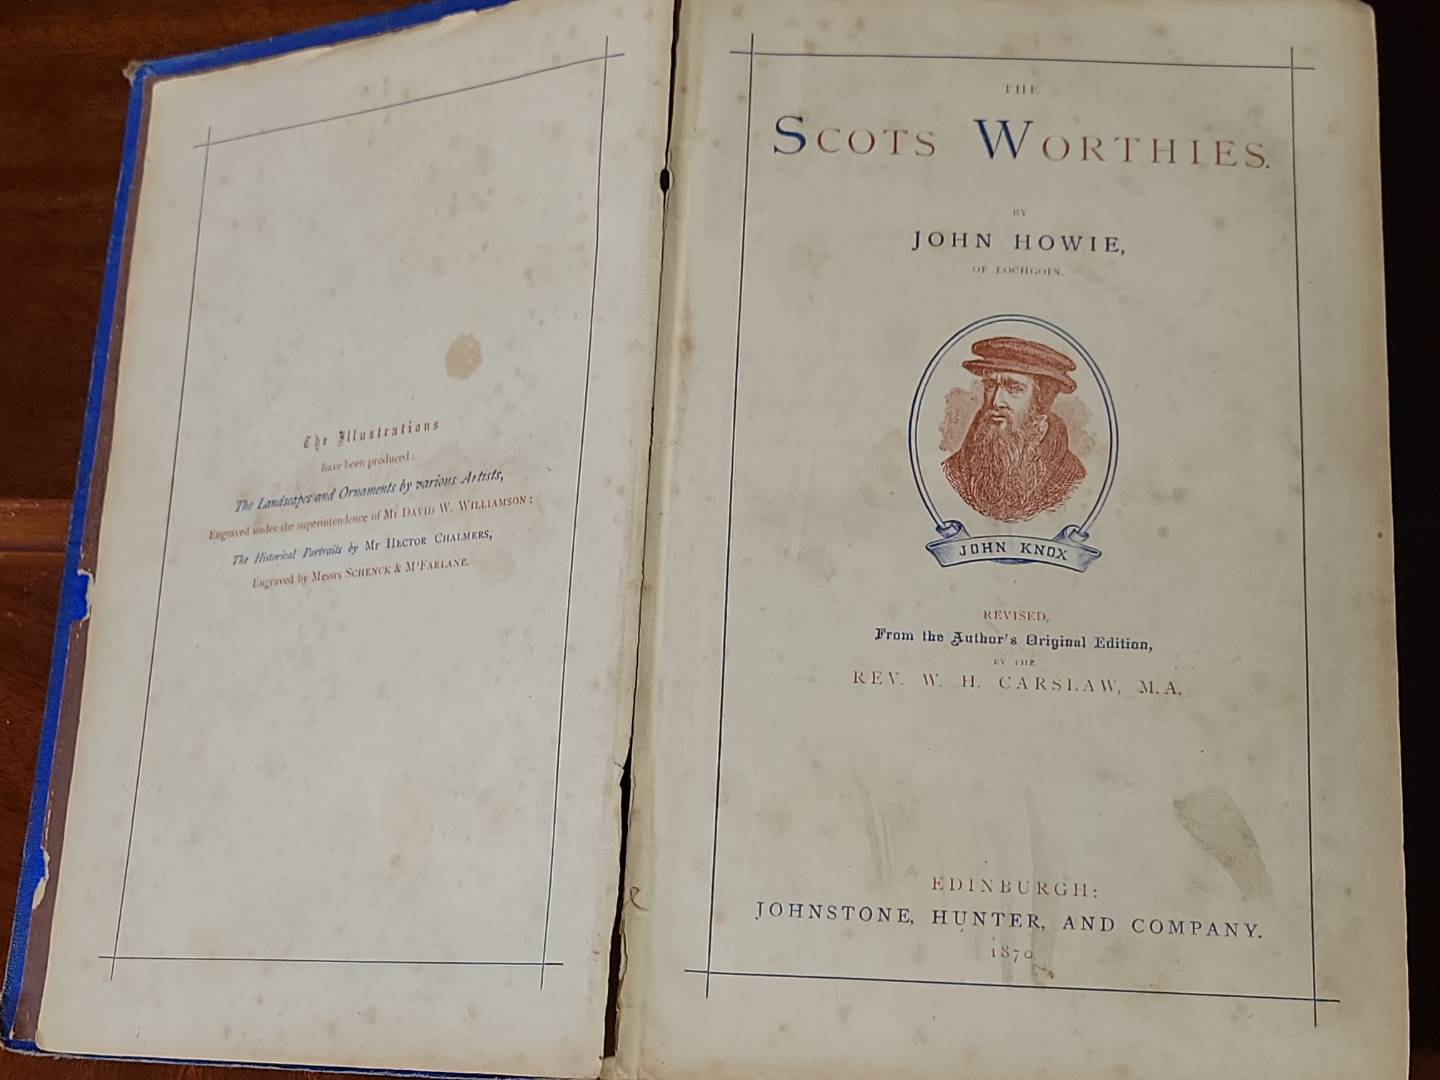 The Illustrations
have been produced:
The Landscapes and Ornaments by various Artists,
Engraved under the superintendence of Mr DAVID W. WILLIAMSON;
The Historical Portraits by Mr HECTOR CHALMERS,
Engraved by Messrs SCHENCK & M'FARLANE.
THE
SCOTS WORTHIES.
BY
JOHN HOWIE,
OF LOCHGOIN.
JOHN KNOX
REVISED,
From the Author's Original Edition,
BY THE
REV. W. H. CARSLAW, M.A.
EDINBURGH:
JOHNSTONE, HUNTER, AND COMPANY.
1870